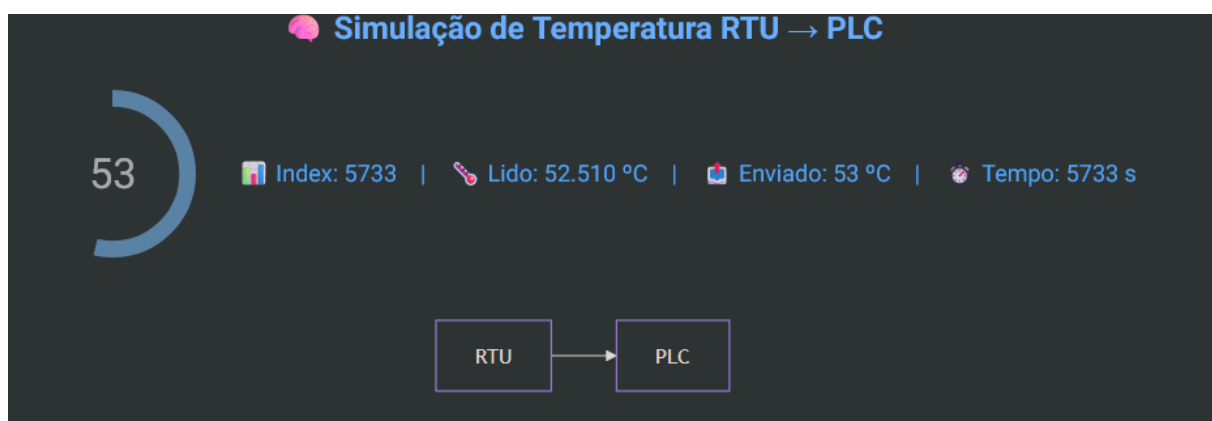 Simulação de Temperatura RTU → PLC
53
Index: 5733 | Lido: 52.510 ºC | Enviado: 53 ºC | Tempo: 5733 s
RTU
PLC